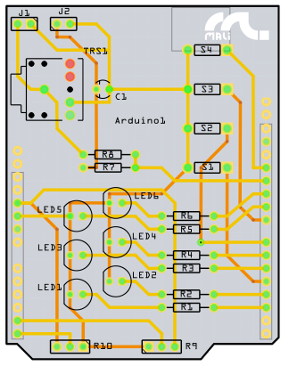 J1 J2
MALT
TRS1
S4
C1 S3
Arduino1
S2
R8
R7 S1
LED6
LED5
R6
R5
LED4
LED3
R4
R3
LED2
LED1
R2
R1
R10 R9